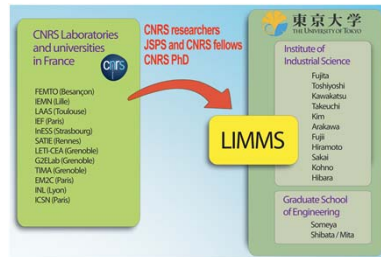 CNRS Laboratories
and universities
in France
cnrs
FEMTO (Besançon)
IEMN (Lille)
LAAS (Toulouse)
IEF (Paris)
InESS (Strasbourg)
SATIE (Rennes)
LETI-CEA (Grenoble)
G2ELab (Grenoble)
TIMA (Grenoble)
EM2C (Paris)
INL (Lyon)
ICSN (Paris)
CNRS researchers
JSPS and CNRS fellows
CNRS PhD
LIMMS
東京大学
THE UNIVERSITY OF TOKYO
Institute of
Industrial Science
Fujita
Toshiyoshi
Kawakatsu
Takeuchi
Kim
Arakawa
Fujii
Hiramoto
Sakai
Kohno
Hibara
Graduate School
of Engineering
Someya
Shibata / Mita